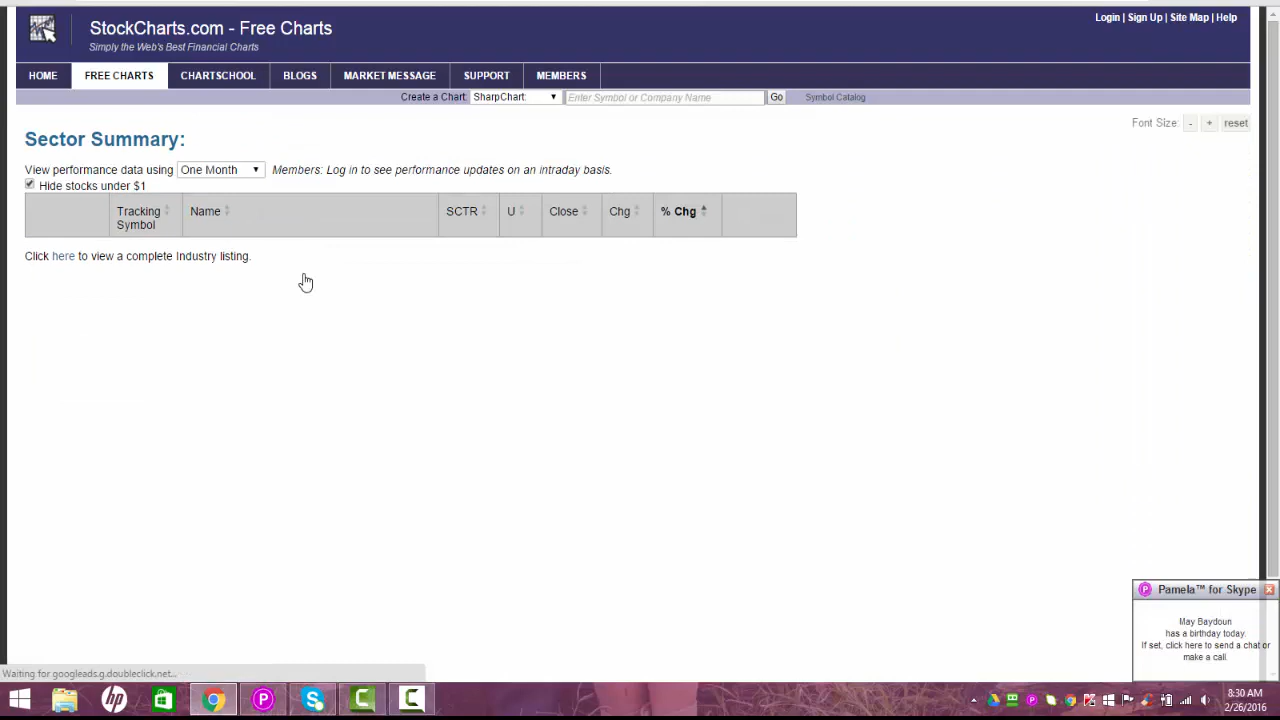 StockCharts.com - Free Charts
Simply the Web's Best Financial Charts
Login | Sign Up | Site Map | Help
HOME FREE CHARTS CHARTSCHOOL BLOGS MARKET MESSAGE SUPPORT MEMBERS
Create a Chart: SharpChart: Enter Symbol or Company Name Go Symbol Catalog
Font Size: - + reset
Sector Summary:
View performance data using One Month Members: Log in to see performance updates on an intraday basis.
Hide stocks under $1
Tracking Symbol Name SCTR U Close Chg % Chg
Click here to view a complete Industry listing.
Pamela™ for Skype
May Baydoun
has a birthday today.
If set, click here to send a chat or
make a call.
Waiting for googleads.g.doubleclick.net...
8:30 AM
2/26/2016